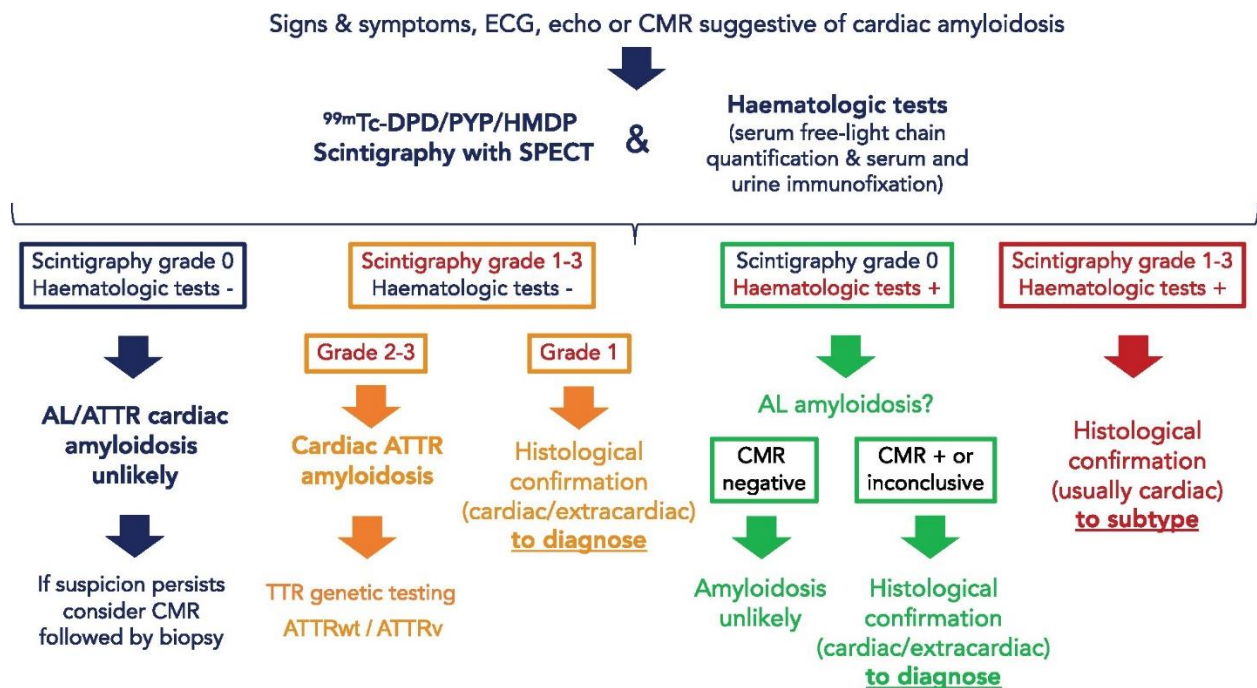 Signs & symptoms, ECG, echo or CMR suggestive of cardiac amyloidosis
99mTc-DPD/PYP/HMDP
Scintigraphy with SPECT
&
Haematologic tests
(serum free-light chain
quantification & serum and
urine immunofixation)
Scintigraphy grade 0
Haematologic tests -
AL/ATTR cardiac
amyloidosis
unlikely
If suspicion persists
consider CMR
followed by biopsy
Scintigraphy grade 1-3
Haematologic tests -
Grade 2-3
Cardiac ATTR
amyloidosis
TTR genetic testing
ATTRwt / ATTRv
Grade 1
Histological
confirmation
(cardiac/extracardiac)
to diagnose
Scintigraphy grade 0
Haematologic tests +
AL amyloidosis?
CMR
negative
Amyloidosis
unlikely
CMR + or
inconclusive
Histological
confirmation
(cardiac/extracardiac)
to diagnose
Scintigraphy grade 1-3
Haematologic tests +
Histological
confirmation
(usually cardiac)
to subtype